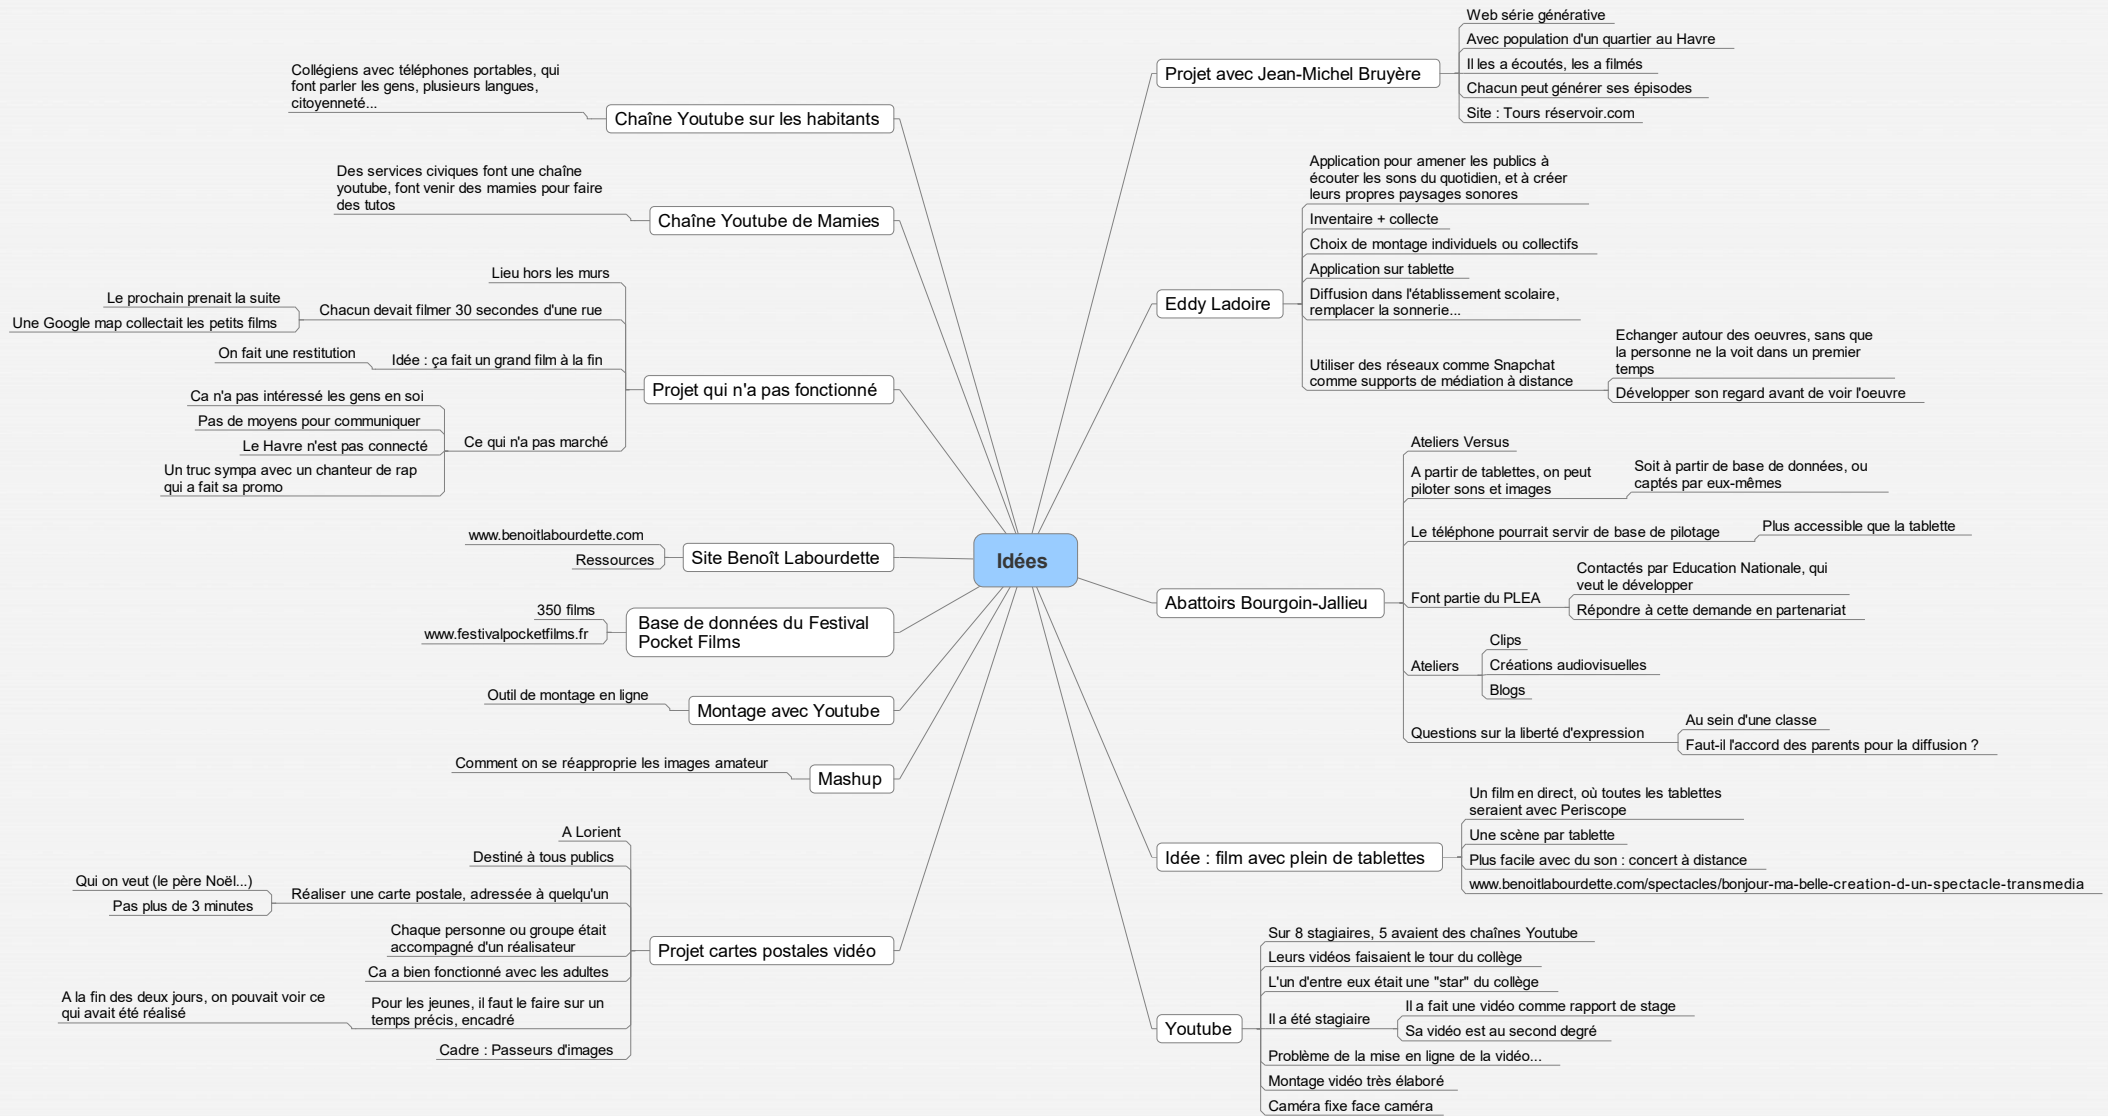 Idées
Projet avec Jean-Michel Bruyère
Web série générative
Avec population d'un quartier au Havre
Il les a écoutés, les a filmés
Chacun peut générer ses épisodes
Site : Tours réservoir.com
Eddy Ladoire
Application pour amener les publics à
écouter les sons du quotidien, et à créer
leurs propres paysages sonores
Inventaire + collecte
Choix de montage individuels ou collectifs
Application sur tablette
Diffusion dans l'établissement scolaire,
remplacer la sonnerie...
Utiliser des réseaux comme Snapchat
comme supports de médiation à distance
Echanger autour des oeuvres, sans que
la personne ne la voit dans un premier
temps
Développer son regard avant de voir l'oeuvre
Abattoirs Bourgoin-Jallieu
Ateliers Versus
A partir de tablettes, on peut
piloter sons et images
Soit à partir de base de données, ou
captés par eux-mêmes
Le téléphone pourrait servir de base de pilotage
Plus accessible que la tablette
Font partie du PLEA
Contactés par Education Nationale, qui
veut le développer
Répondre à cette demande en partenariat
Ateliers
Clips
Créations audiovisuelles
Blogs
Questions sur la liberté d'expression
Au sein d'une classe
Faut-il l'accord des parents pour la diffusion ?
Idée : film avec plein de tablettes
Un film en direct, où toutes les tablettes
seraient avec Periscope
Une scène par tablette
Plus facile avec du son : concert à distance
www.benoitlabourdette.com/spectacles/bonjour-ma-belle-creation-d-un-spectacle-transmedia
Youtube
Sur 8 stagiaires, 5 avaient des chaînes Youtube
Leurs vidéos faisaient le tour du collège
L'un d'entre eux était une "star" du collège
Il a été stagiaire
Il a fait une vidéo comme rapport de stage
Sa vidéo est au second degré
Problème de la mise en ligne de la vidéo...
Montage vidéo très élaboré
Caméra fixe face caméra
Chaîne Youtube sur les habitants
Collégiens avec téléphones portables, qui
font parler les gens, plusieurs langues,
citoyenneté...
Chaîne Youtube de Mamies
Des services civiques font une chaîne
youtube, font venir des mamies pour faire
des tutos
Projet qui n'a pas fonctionné
Lieu hors les murs
Chacun devait filmer 30 secondes d'une rue
Le prochain prenait la suite
Une Google map collectait les petits films
Idée : ça fait un grand film à la fin
On fait une restitution
Ce qui n'a pas marché
Ca n'a pas intéressé les gens en soi
Pas de moyens pour communiquer
Le Havre n'est pas connecté
Un truc sympa avec un chanteur de rap
qui a fait sa promo
Site Benoît Labourdette
www.benoitlabourdette.com
Ressources
Base de données du Festival
Pocket Films
350 films
www.festivalpocketfilms.fr
Montage avec Youtube
Outil de montage en ligne
Mashup
Comment on se réapproprie les images amateur
Projet cartes postales vidéo
A Lorient
Destiné à tous publics
Réaliser une carte postale, adressée à quelqu'un
Qui on veut (le père Noël...)
Pas plus de 3 minutes
Chaque personne ou groupe était
accompagné d'un réalisateur
Ca a bien fonctionné avec les adultes
Pour les jeunes, il faut le faire sur un
temps précis, encadré
A la fin des deux jours, on pouvait voir ce
qui avait été réalisé
Cadre : Passeurs d'images